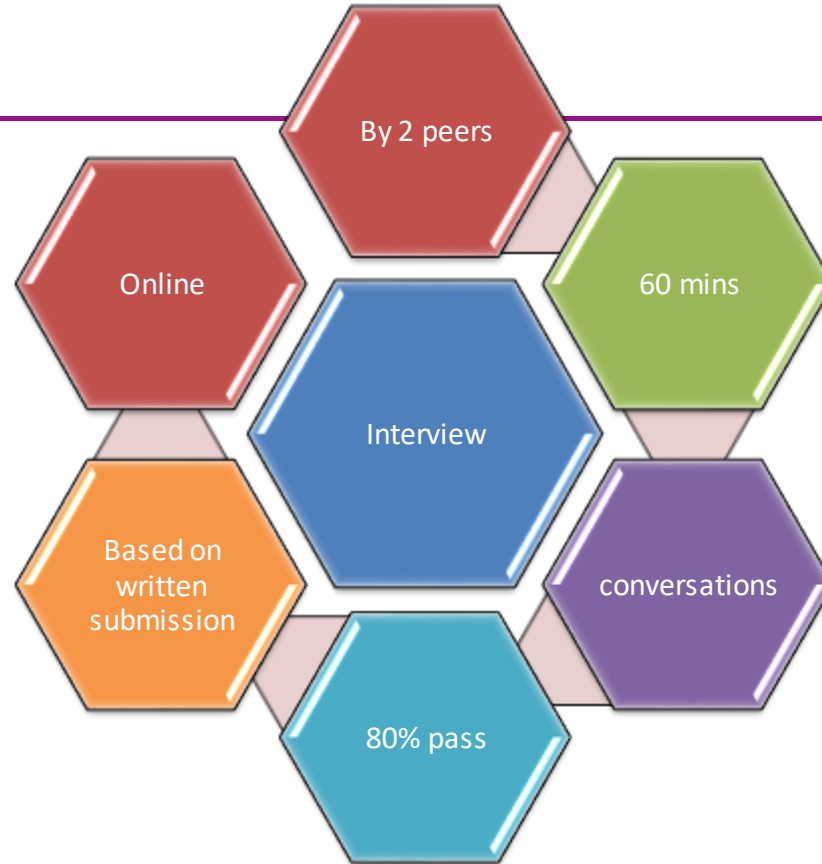 By 2 peers
Online
60 mins
Interview
Based on
written
submission
conversations
80% pass